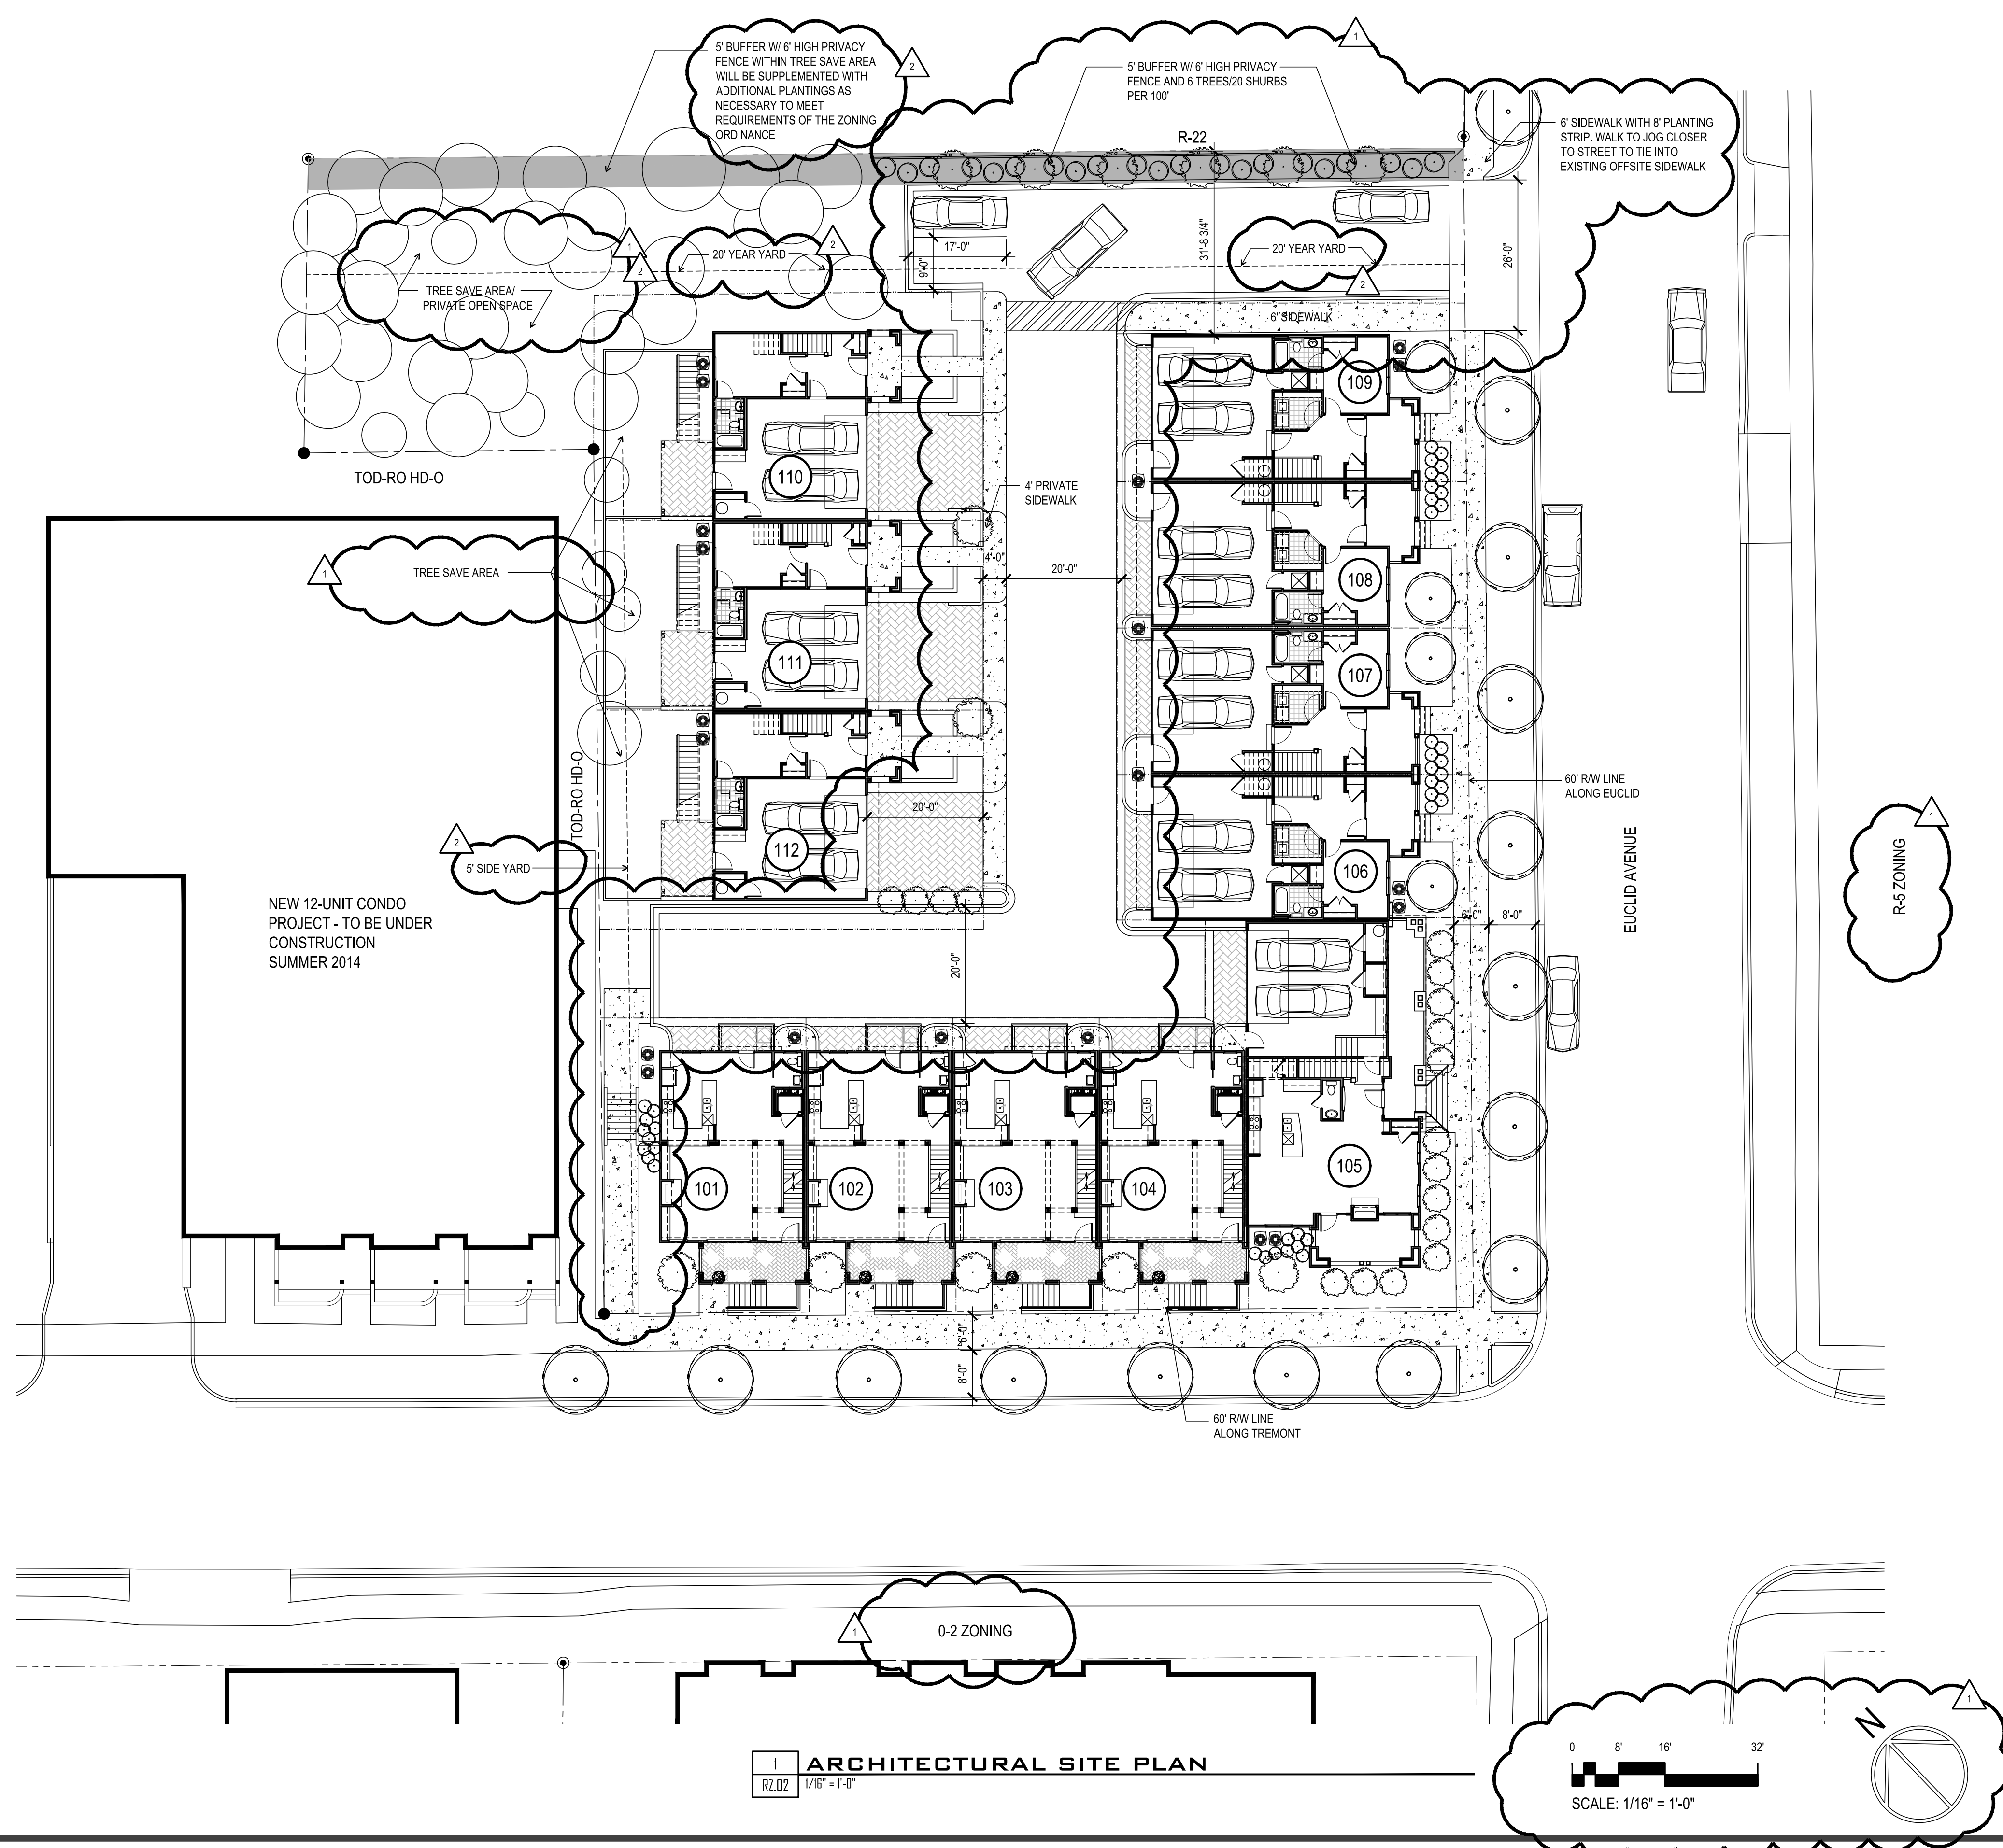 5' BUFFER W/ 6' HIGH PRIVACY
FENCE WITHIN TREE SAVE AREA
WILL BE SUPPLEMENTED WITH
ADDITIONAL PLANTINGS AS
NECESSARY TO MEET
REQUIREMENTS OF THE ZONING
ORDINANCE
2
1
5' BUFFER W/ 6' HIGH PRIVACY
FENCE AND 6 TREES/20 SHURBS
PER 100'
R-22
6' SIDEWALK WITH 8' PLANTING
STRIP. WALK TO JOG CLOSER
TO STREET TO TIE INTO
EXISTING OFFSITE SIDEWALK
1
2
TREE SAVE AREA/
PRIVATE OPEN SPACE
20' YEAR YARD
2
17'-0"
9'-0"
31'-8 3/4"
20' YEAR YARD
2
26'-0"
6' SIDEWALK
TOD-RO HD-O
109
110
4' PRIVATE
SIDEWALK
1
TREE SAVE AREA
4'-0"
20'-0"
108
111
107
TOD-RO HD-O
60' R/W LINE
ALONG EUCLID
20'-0"
112
106
2
5' SIDE YARD
EUCLID AVENUE
1
R-5 ZONING
NEW 12-UNIT CONDO
PROJECT - TO BE UNDER
CONSTRUCTION
SUMMER 2014
6'-0"
8'-0"
20'-0"
101
102
103
104
105
6'-0"
8'-0"
60' R/W LINE
ALONG TREMONT
1
0-2 ZONING
1
RZ.02
ARCHITECTURAL SITE PLAN
1/16" = 1'-0"
1
0 8' 16' 32'
SCALE: 1/16" = 1'-0"
N